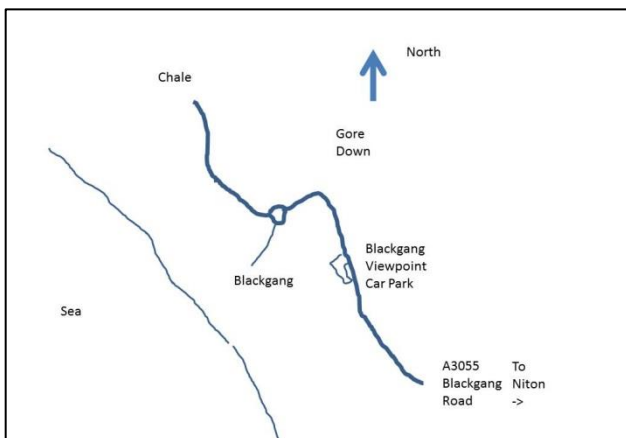 North
Chale
Gore
Down
Blackgang
Viewpoint
Car Park
Blackgang
Sea
A3055 To
Blackgang Niton
Road ->